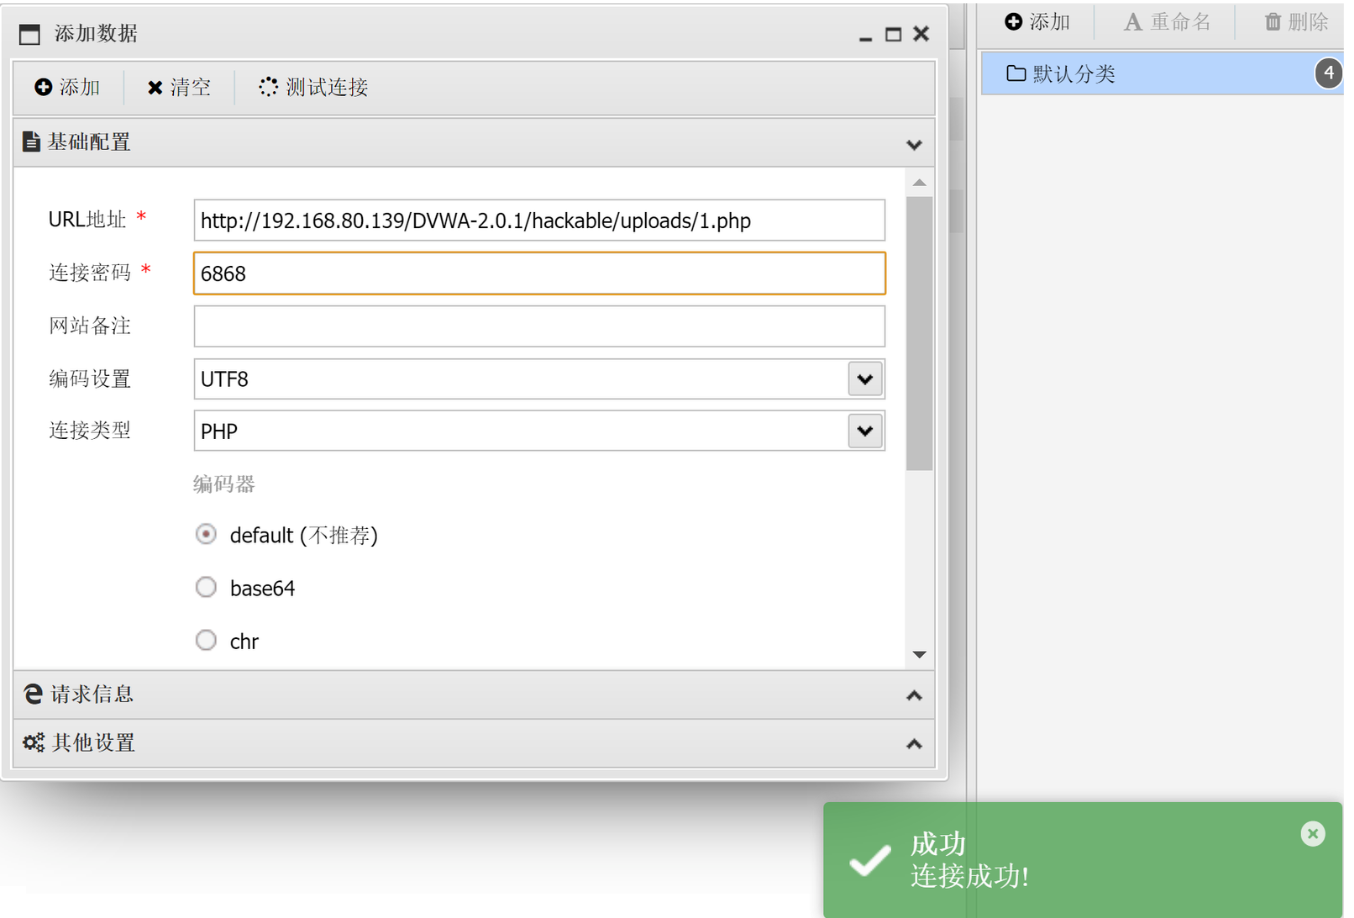 添加数据
添加 清空 测试连接
基础配置
URL地址 * http://192.168.80.139/DVWA-2.0.1/hackable/uploads/1.php
连接密码 * 6868
网站备注
编码设置 UTF8
连接类型 PHP
编码器
default (不推荐)
base64
chr
请求信息
其他设置
添加 重命名 删除
默认分类 4
成功
连接成功!